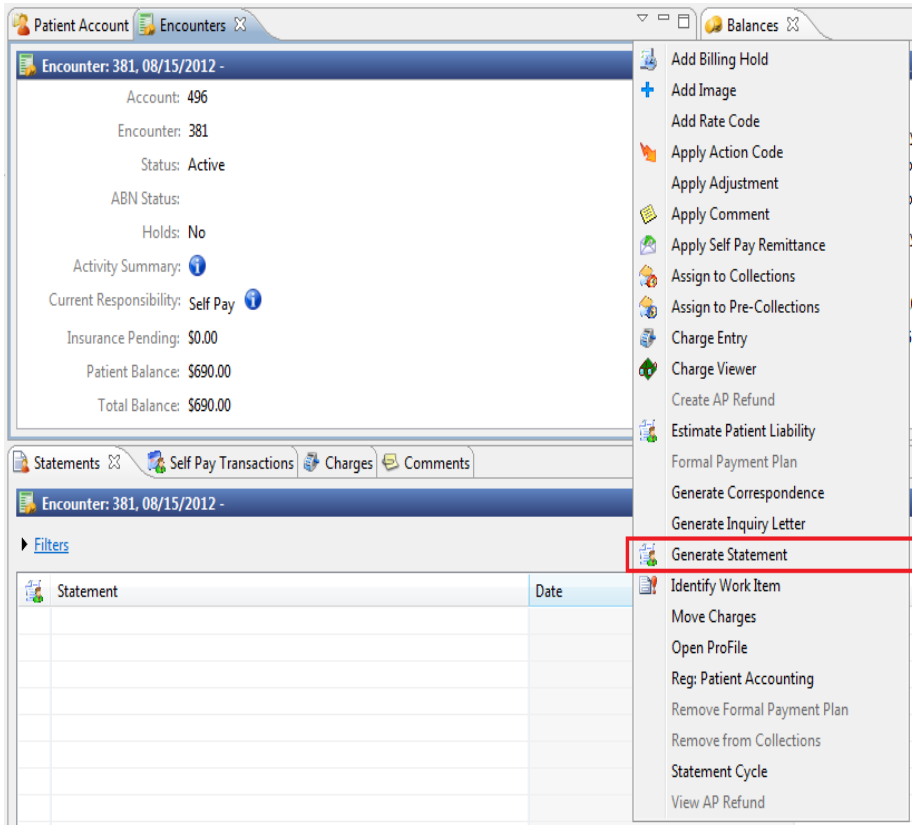 Patient Account
Encounters
Balances
Encounter: 381, 08/15/2012 -
Account: 496
Encounter: 381
Status: Active
ABN Status:
Holds: No
Activity Summary:
Current Responsibility: Self Pay
Insurance Pending: $0.00
Patient Balance: $690.00
Total Balance: $690.00
Statements
Self Pay Transactions
Charges
Comments
Encounter: 381, 08/15/2012 -
Filters
Statement
Date
Add Billing Hold
Add Image
Add Rate Code
Apply Action Code
Apply Adjustment
Apply Comment
Apply Self Pay Remittance
Assign to Collections
Assign to Pre-Collections
Charge Entry
Charge Viewer
Create AP Refund
Estimate Patient Liability
Formal Payment Plan
Generate Correspondence
Generate Inquiry Letter
Generate Statement
Identify Work Item
Move Charges
Open ProFile
Reg: Patient Accounting
Remove Formal Payment Plan
Remove from Collections
Statement Cycle
View AP Refund